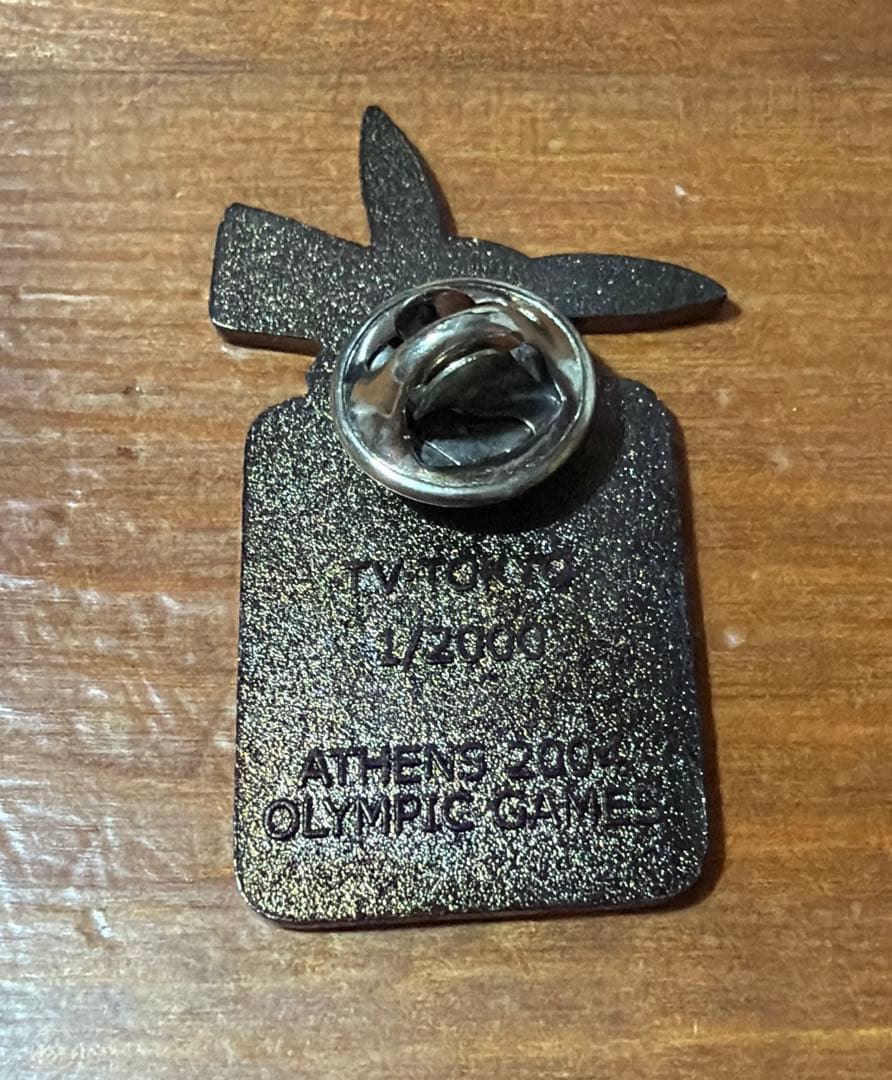 TV-TOKYO
1/2000
ATHENS 2004
OLYMPIC GAMES